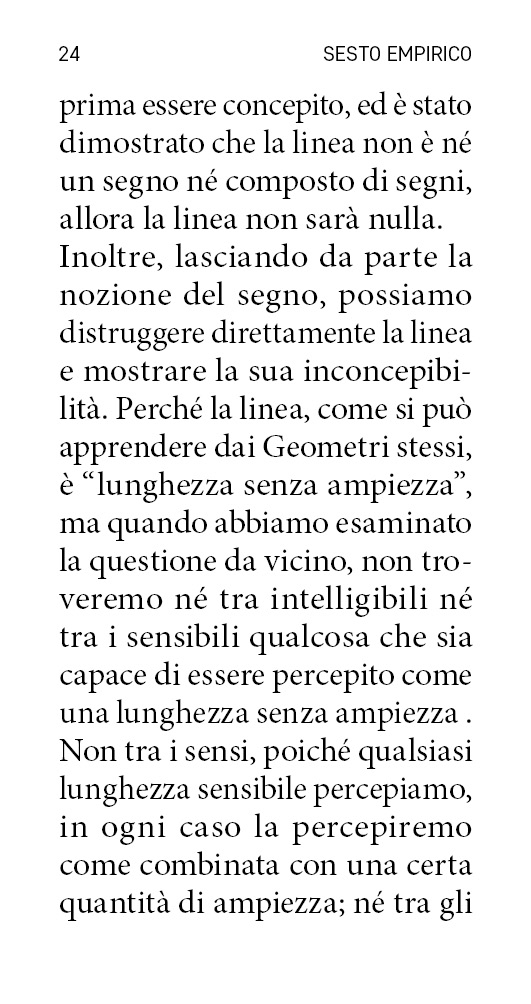 24 SESTO EMPIRICO
prima essere concepito, ed è stato
dimostrato che la linea non è né
un segno né composto di segni,
allora la linea non sarà nulla.
Inoltre, lasciando da parte la
nozione del segno, possiamo
distruggere direttamente la linea
e mostrare la sua inconcepibi-
lità. Perché la linea, come si può
apprendere dai Geometri stessi,
è “lunghezza senza ampiezza”,
ma quando abbiamo esaminato
la questione da vicino, non tro-
veremo né tra intelligibili né
tra i sensibili qualcosa che sia
capace di essere percepito come
una lunghezza senza ampiezza .
Non tra i sensi, poiché qualsiasi
lunghezza sensibile percepiamo,
in ogni caso la percepiremo
come combinata con una certa
quantità di ampiezza; né tra gli